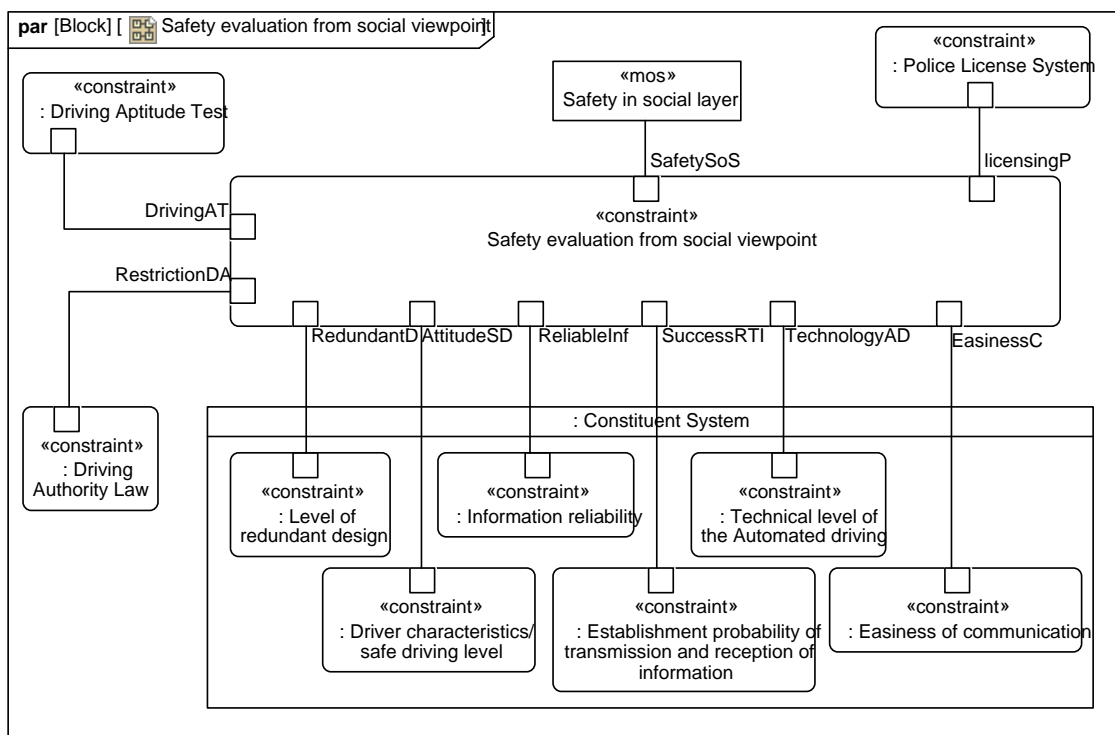 par [Block] [ Safety evaluation from social viewpoint]
«constraint»
: Police License System
«constraint»
: Driving Aptitude Test
«mos»
Safety in social layer
SafetySoS
licensingP
DrivingAT
«constraint»
Safety evaluation from social viewpoint
RestrictionDA
RedundantD
AttitudeSD
ReliableInf
SuccessRTI
TechnologyAD
EasinessC
«constraint»
: Driving
Authority Law
: Constituent System
«constraint»
: Level of
redundant design
«constraint»
: Information reliability
«constraint»
: Technical level of
the Automated driving
«constraint»
: Driver characteristics/
safe driving level
«constraint»
: Establishment probability of
transmission and reception of
information
«constraint»
: Easiness of communication